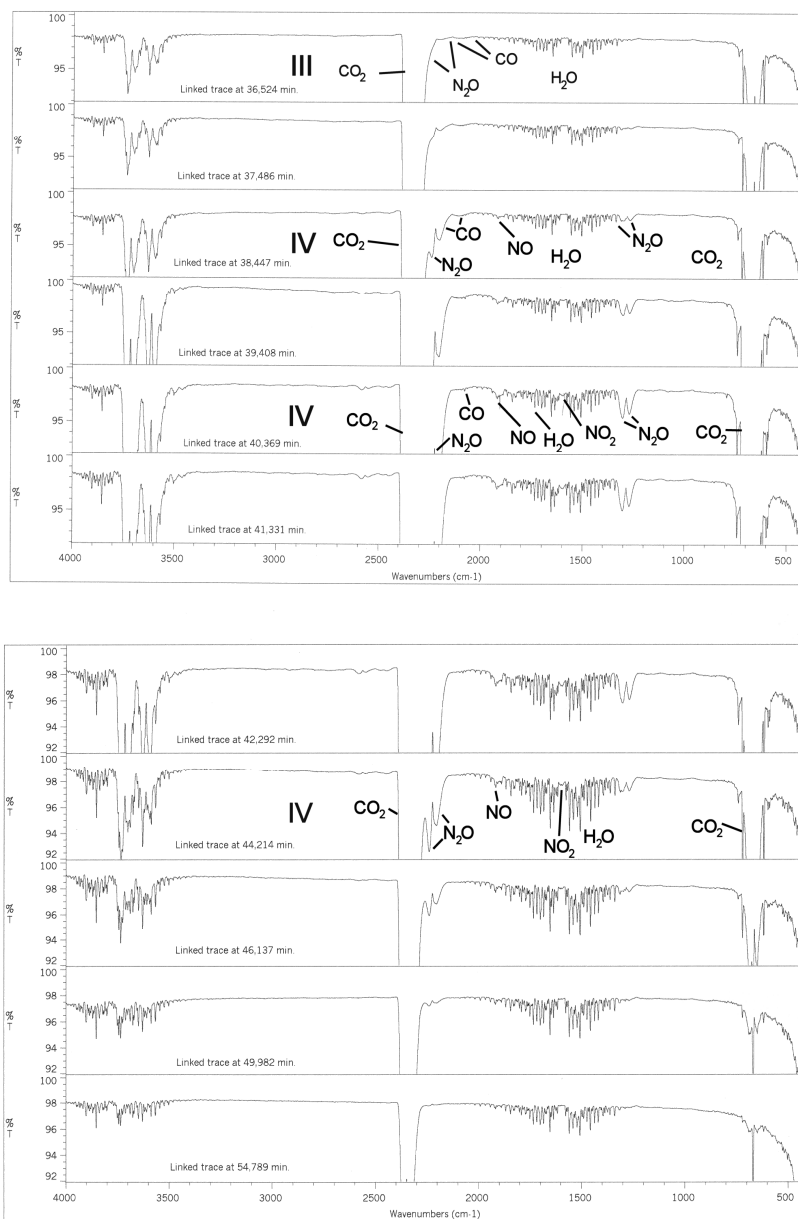 100
%
T
95
III
CO2
N2O
CO
H2O
Linked trace at 36,524 min.
100
%
T
95
Linked trace at 37,486 min.
100
%
T
95
IV
CO2
N2O
CO
NO
H2O
N2O
CO2
Linked trace at 38,447 min.
100
%
T
95
Linked trace at 39,408 min.
100
%
T
95
IV
CO2
CO
N2O
NO
H2O
NO2
N2O
CO2
Linked trace at 40,369 min.
100
%
T
95
Linked trace at 41,331 min.
4000 3500 3000 2500 2000 1500 1000 500
Wavenumbers (cm-1)
100
98
%
T
96
94
92
Linked trace at 42,292 min.
100
98
%
T
96
94
92
IV
CO2
N2O
NO
NO2
H2O
CO2
Linked trace at 44,214 min.
100
98
%
T
96
94
92
Linked trace at 46,137 min.
100
98
%
T
96
94
92
Linked trace at 49,982 min.
100
98
%
T
96
94
92
Linked trace at 54,789 min.
4000 3500 3000 2500 2000 1500 1000 500
Wavenumbers (cm-1)